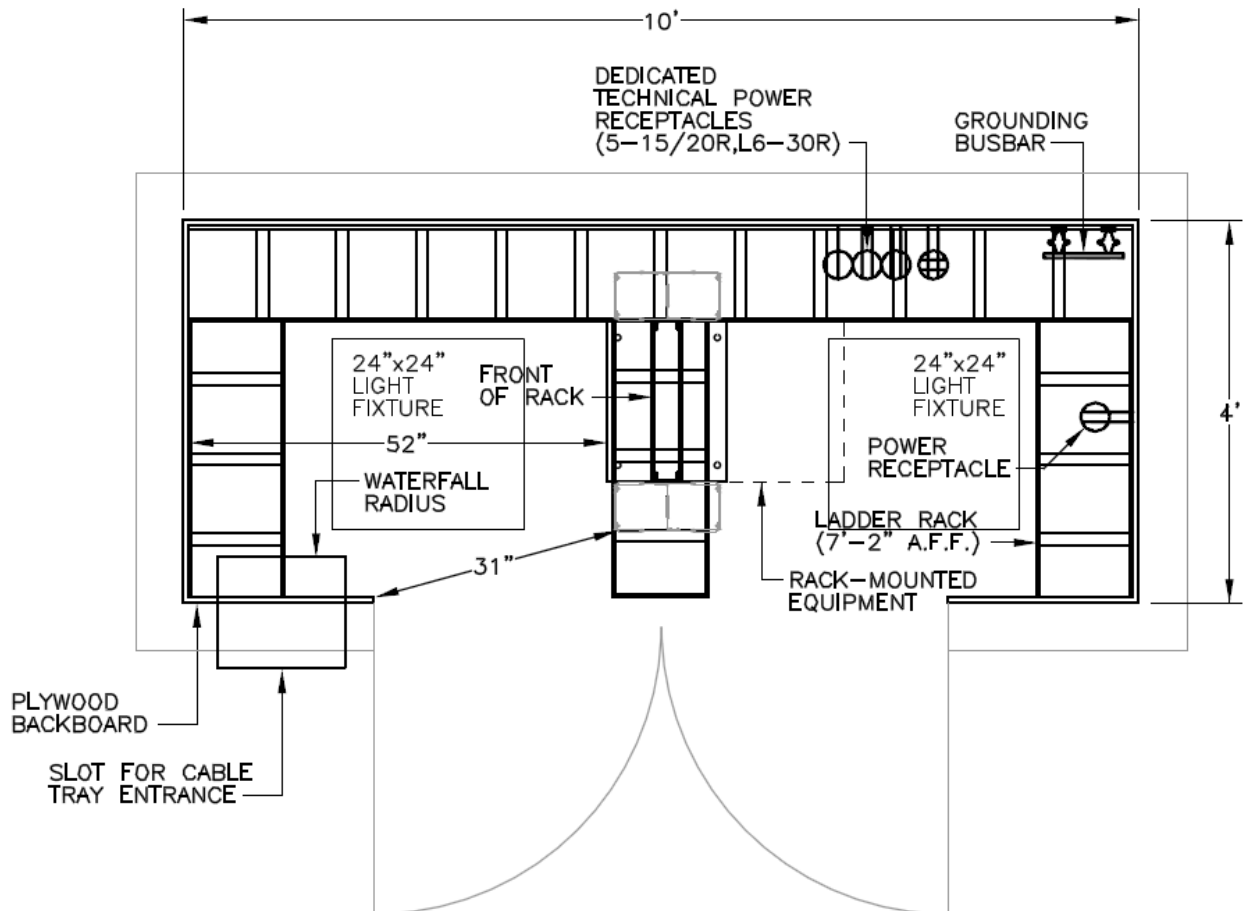 10'
DEDICATED
TECHNICAL POWER
RECEPTACLES
(5-15/20R,L6-30R)
GROUNDING
BUSBAR
24"x24"
LIGHT
FIXTURE
FRONT
OF RACK
24"x24"
LIGHT
FIXTURE
4'
52"
POWER
RECEPTACLE
WATERFALL
RADIUS
LADDER RACK
(7'-2" A.F.F.)
31"
RACK-MOUNTED
EQUIPMENT
PLYWOOD
BACKBOARD
SLOT FOR CABLE
TRAY ENTRANCE